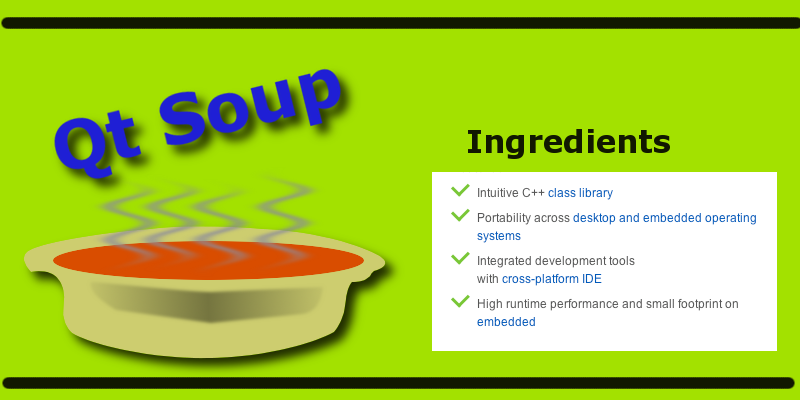 Qt Soup
Ingredients
Intuitive C++ class library
Portability across desktop and embedded operating
systems
Integrated development tools
with cross-platform IDE
High runtime performance and small footprint on
embedded